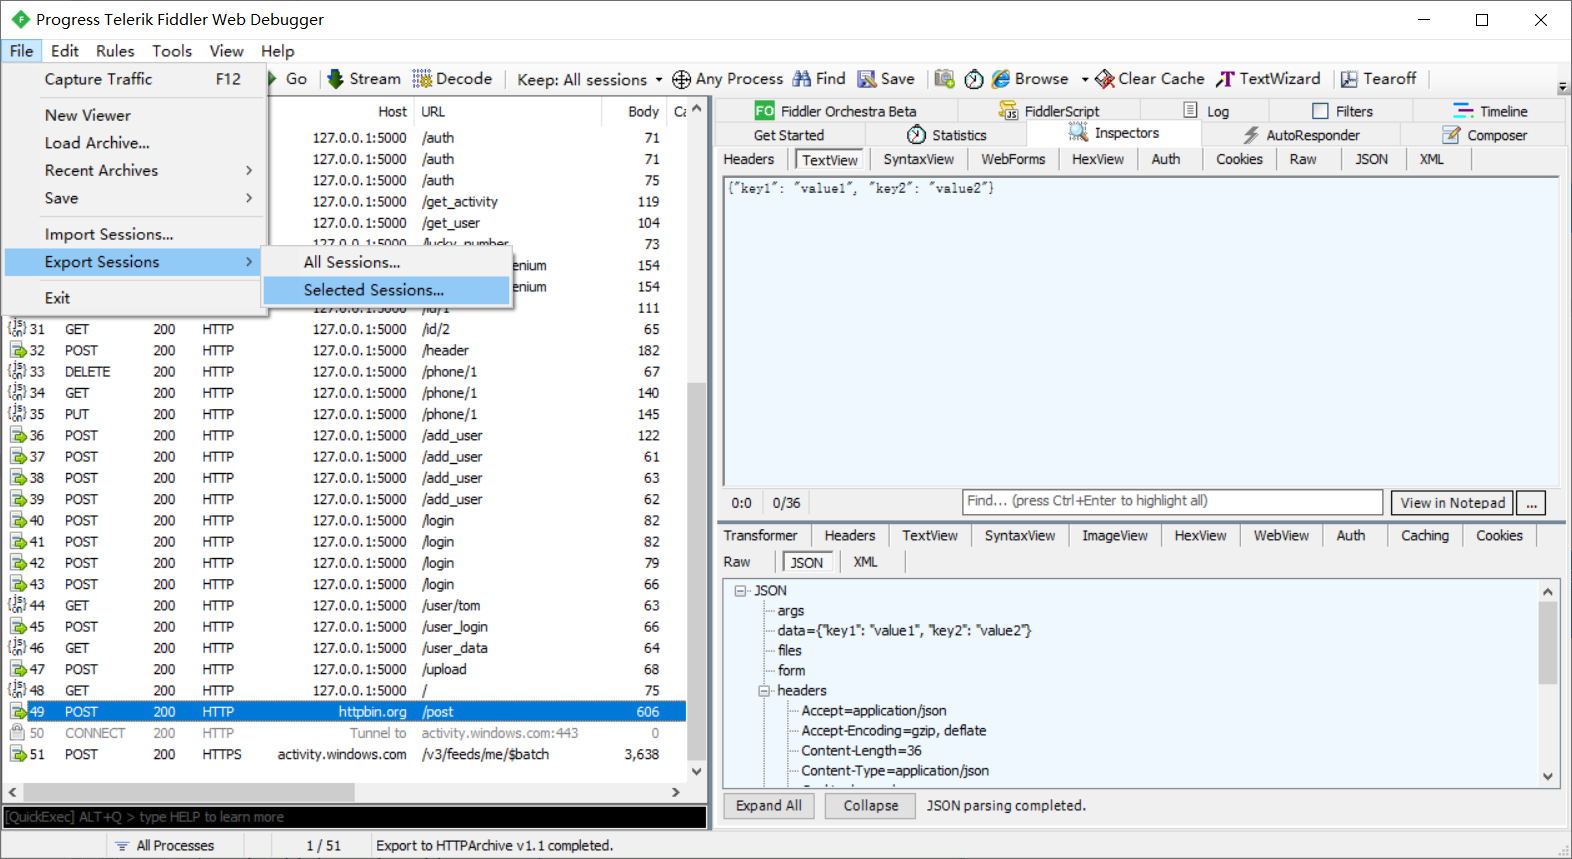 Progress Telerik Fiddler Web Debugger
File Edit Rules Tools View Help
Go Stream Decode Keep: All sessions Any Process Find Save Browse Clear Cache TextWizard Tearoff
Capture Traffic F12
New Viewer
Load Archive...
Recent Archives
Save
Import Sessions...
Export Sessions
Exit
All Sessions...
Selected Sessions...
Host URL Body Ca
127.0.0.1:5000 /auth 71
127.0.0.1:5000 /auth 71
127.0.0.1:5000 /auth 75
127.0.0.1:5000 /get_activity 119
127.0.0.1:5000 /get_user 104
127.0.0.1:5000 /lucky_number 73
enium 154
enium 154
127.0.0.1:5000 /id/1 111
31 GET 200 HTTP 127.0.0.1:5000 /id/2 65
32 POST 200 HTTP 127.0.0.1:5000 /header 182
33 DELETE 200 HTTP 127.0.0.1:5000 /phone/1 67
34 GET 200 HTTP 127.0.0.1:5000 /phone/1 140
35 PUT 200 HTTP 127.0.0.1:5000 /phone/1 145
36 POST 200 HTTP 127.0.0.1:5000 /add_user 122
37 POST 200 HTTP 127.0.0.1:5000 /add_user 61
38 POST 200 HTTP 127.0.0.1:5000 /add_user 63
39 POST 200 HTTP 127.0.0.1:5000 /add_user 62
40 POST 200 HTTP 127.0.0.1:5000 /login 82
41 POST 200 HTTP 127.0.0.1:5000 /login 82
42 POST 200 HTTP 127.0.0.1:5000 /login 79
43 POST 200 HTTP 127.0.0.1:5000 /login 66
44 GET 200 HTTP 127.0.0.1:5000 /user/tom 63
45 POST 200 HTTP 127.0.0.1:5000 /user_login 66
46 GET 200 HTTP 127.0.0.1:5000 /user_data 64
47 POST 200 HTTP 127.0.0.1:5000 /upload 68
48 GET 200 HTTP 127.0.0.1:5000 / 75
49 POST 200 HTTP httpbin.org /post 606
50 CONNECT 200 HTTP Tunnel to activity.windows.com:443 0
51 POST 200 HTTPS activity.windows.com /v3/feeds/me/$batch 3,638
[QuickExec] ALT+Q > type HELP to learn more
FO Fiddler Orchestra Beta FiddlerScript Log Filters Timeline
Get Started Statistics Inspectors AutoResponder Composer
Headers TextView SyntaxView WebForms HexView Auth Cookies Raw JSON XML
{"key1": "value1", "key2": "value2"}
0:0 0/36 Find... (press Ctrl+Enter to highlight all) View in Notepad ...
Transformer Headers TextView SyntaxView ImageView HexView WebView Auth Caching Cookies
Raw JSON XML
JSON
args
data={"key1": "value1", "key2": "value2"}
files
form
headers
Accept=application/json
Accept-Encoding=gzip, deflate
Content-Length=36
Content-Type=application/json
Expand All Collapse JSON parsing completed.
All Processes 1 / 51 Export to HTTPArchive v1.1 completed.